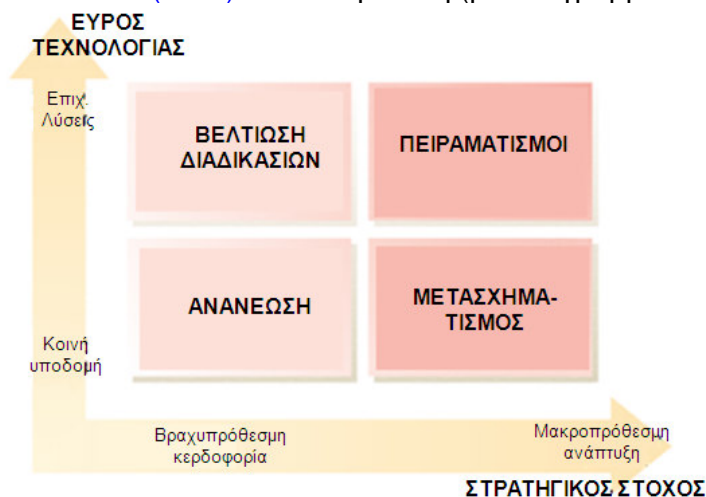 ΕΥΡΟΣ
ΤΕΧΝΟΛΟΓΙΑΣ
Επιχ.
Λύσεις
ΒΕΛΤΙΩΣΗ
ΔΙΑΔΙΚΑΣΙΩΝ
ΠΕΙΡΑΜΑΤΙΣΜΟΙ
ΑΝΑΝΕΩΣΗ
ΜΕΤΑΣΧΗΜΑ-
ΤΙΣΜΟΣ
Κοινή
υποδομή
Βραχυπρόθεσμη
κερδοφορία
Μακροπρόθεσμη
ανάπτυξη
ΣΤΡΑΤΗΓΙΚΟΣ ΣΤΟΧΟΣ